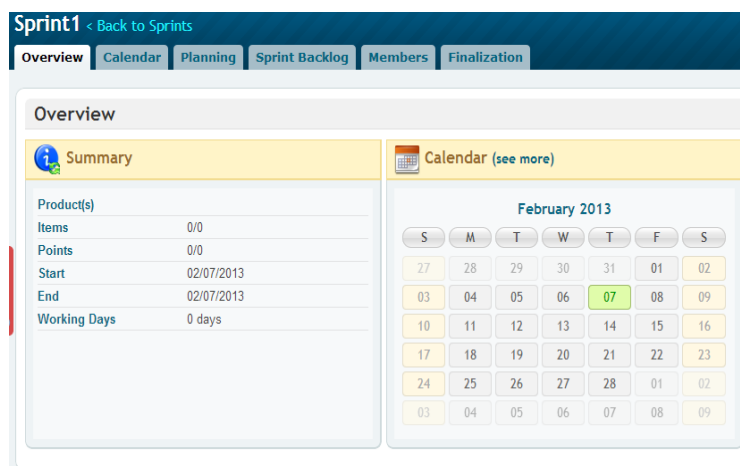 Sprint1 < Back to Sprints
Overview Calendar Planning Sprint Backlog Members Finalization
Overview
Summary
Product(s)
Items 0/0
Points 0/0
Start 02/07/2013
End 02/07/2013
Working Days 0 days
Calendar (see more)
February 2013
S M T W T F S
27 28 29 30 31 01 02
03 04 05 06 07 08 09
10 11 12 13 14 15 16
17 18 19 20 21 22 23
24 25 26 27 28 01 02
03 04 05 06 07 08 09